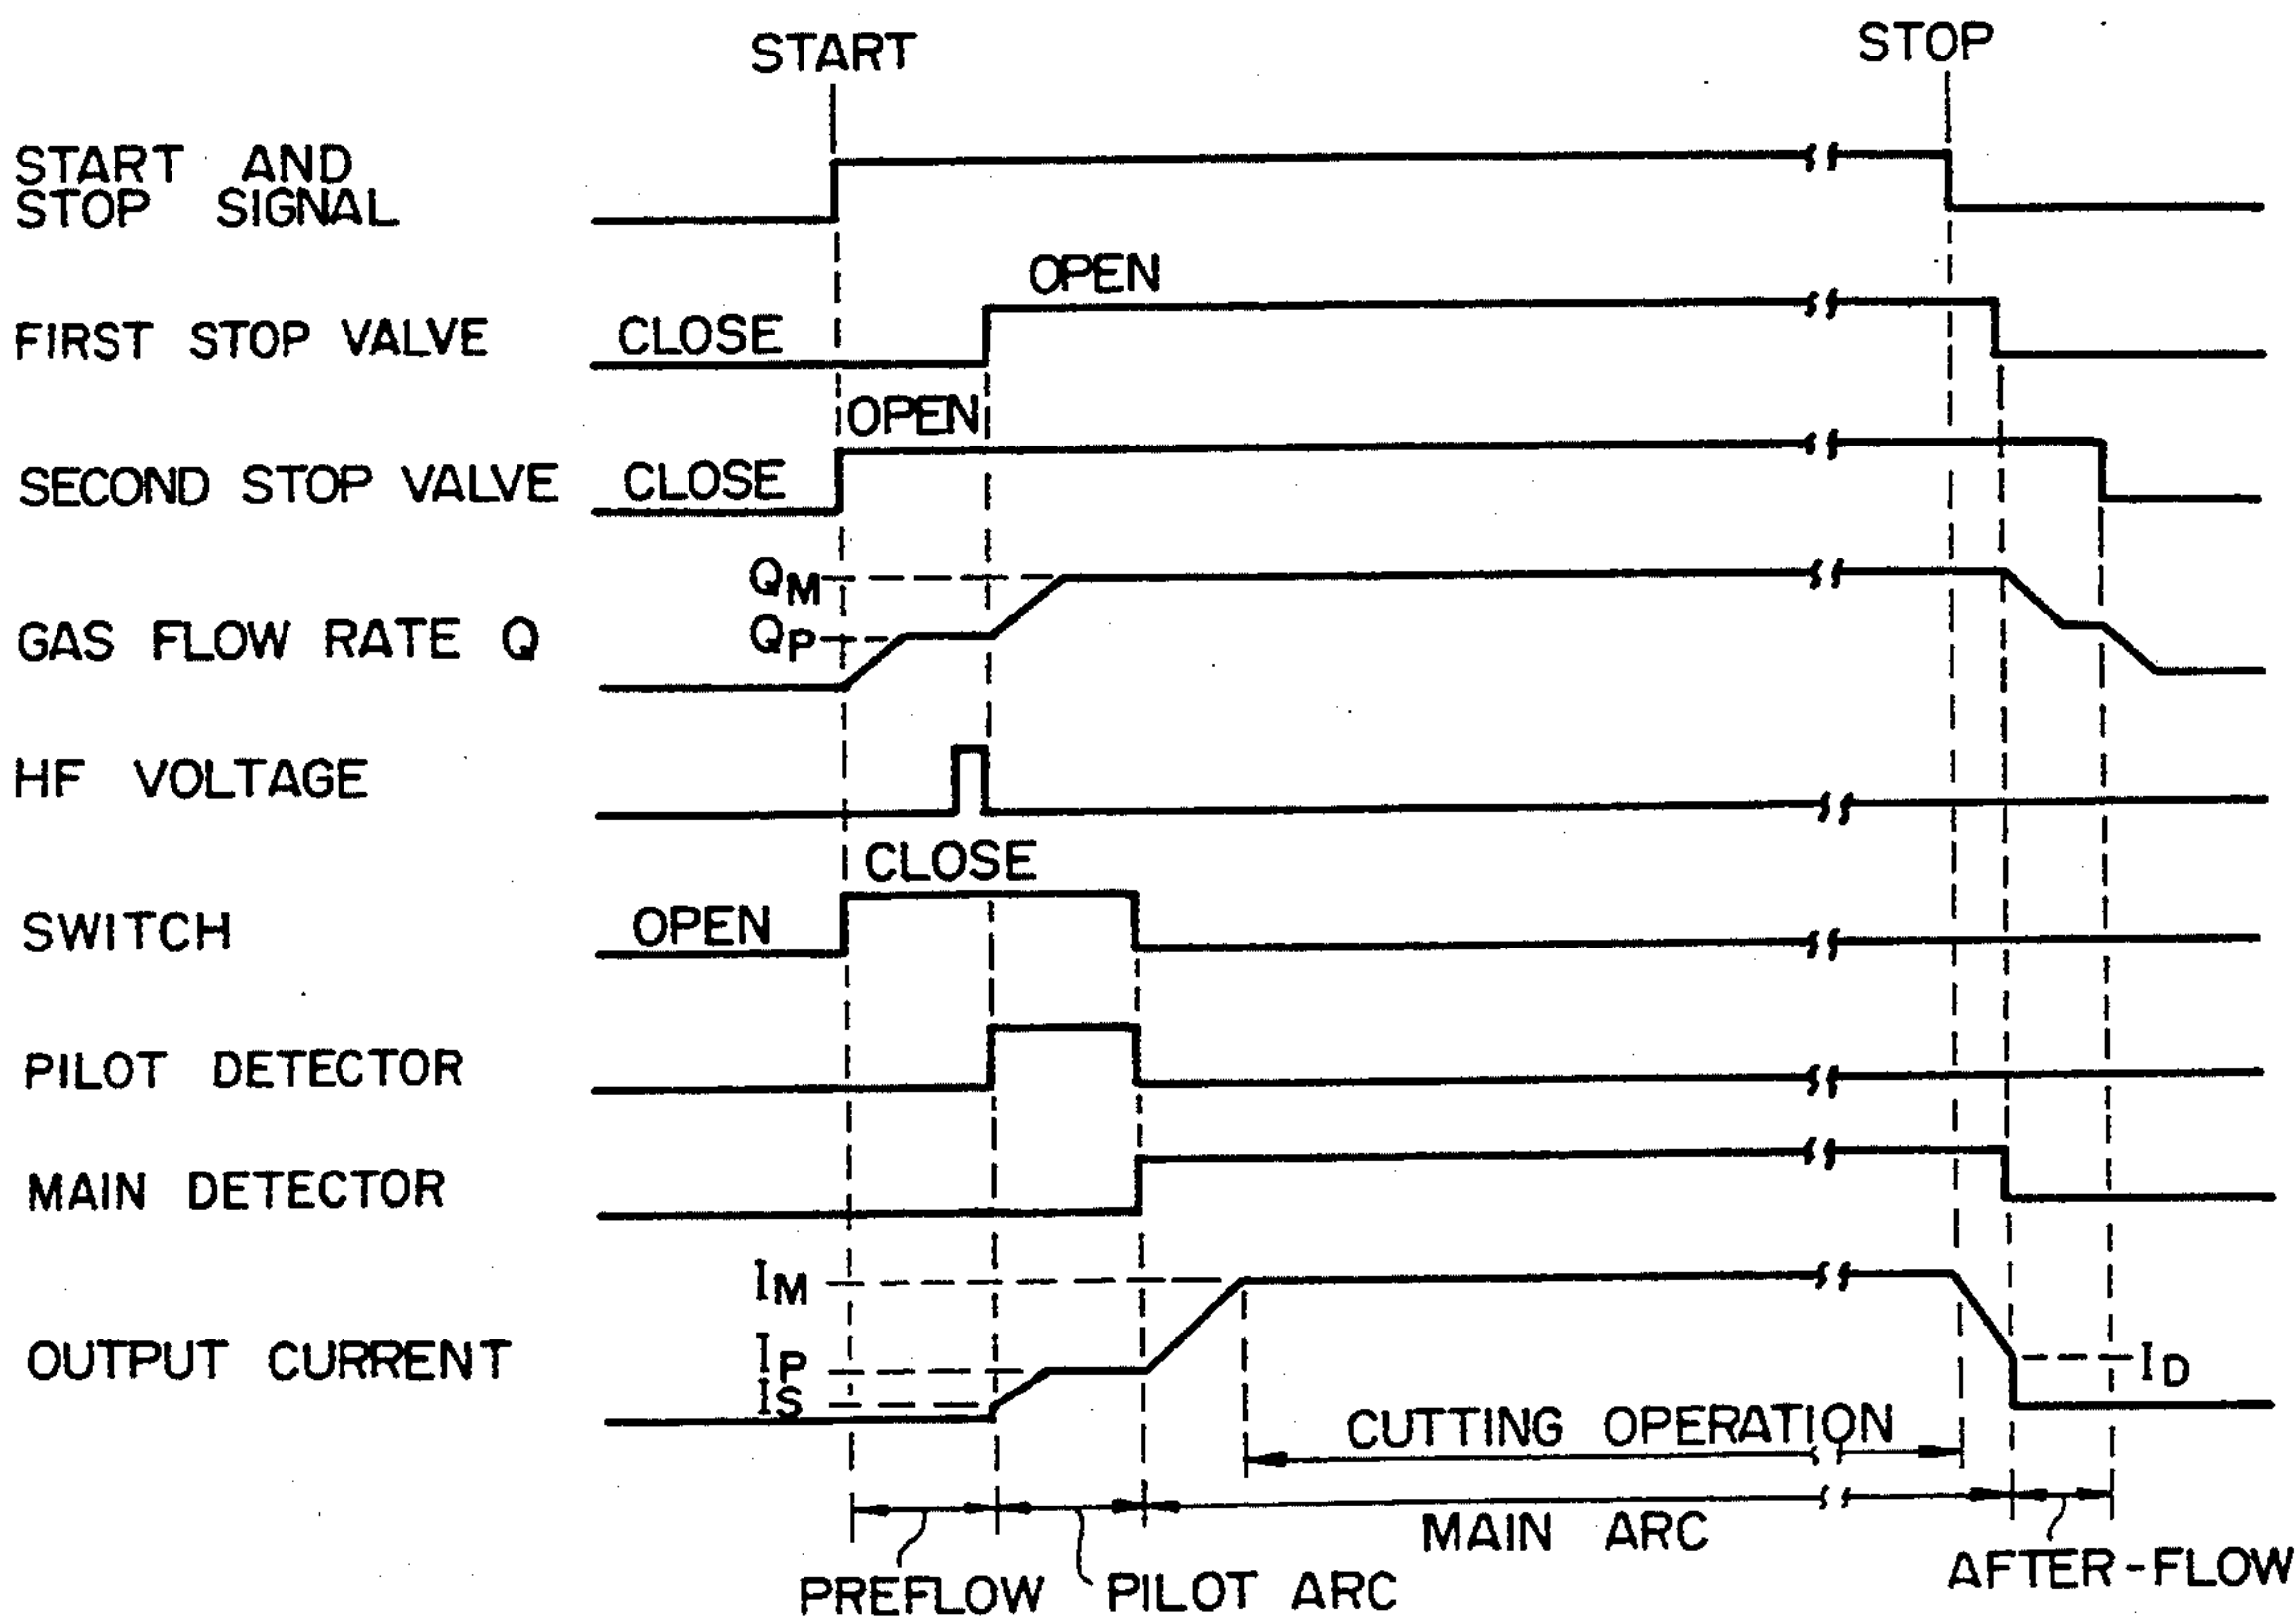 START
STOP
START AND
STOP SIGNAL
OPEN
FIRST STOP VALVE
CLOSE
OPEN
SECOND STOP VALVE
CLOSE
QM
GAS FLOW RATE Q
QP
HF VOLTAGE
CLOSE
SWITCH
OPEN
PILOT DETECTOR
MAIN DETECTOR
IM
OUTPUT CURRENT
IP
IS
ID
CUTTING OPERATION
MAIN ARC
PREFLOW
PILOT ARC
AFTER-FLOW